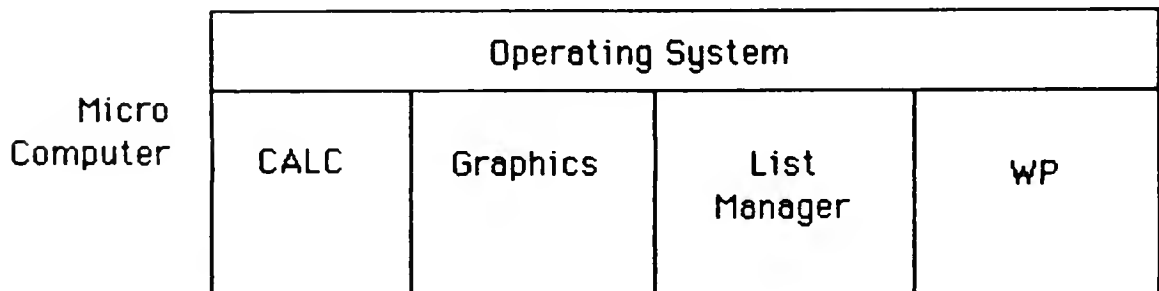 Operating System
Micro
Computer
CALC
Graphics
List
Manager
WP